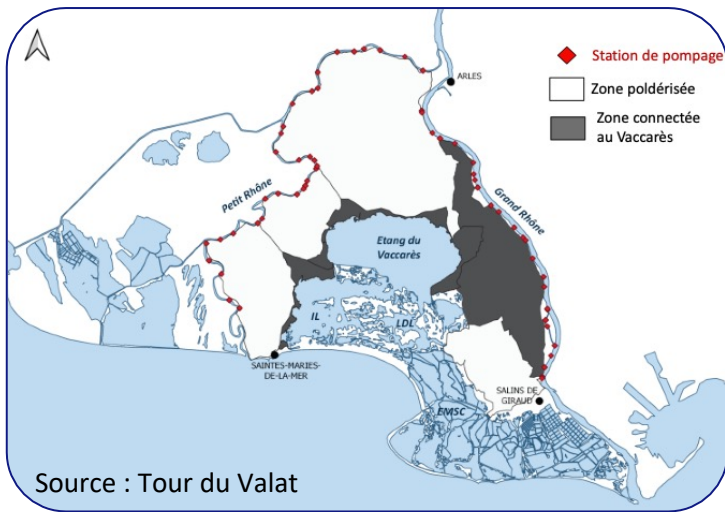 Station de pompage
ARLES
Zone poldérisée
Zone connectée
au Vaccarès
Petit Rhône
Grand Rhône
Etang du
Vaccarès
IL
LDL
SAINTES-MARIES-
DE-LA-MER
SALINS DE
GIRAUD
EMSC
Source : Tour du Valat